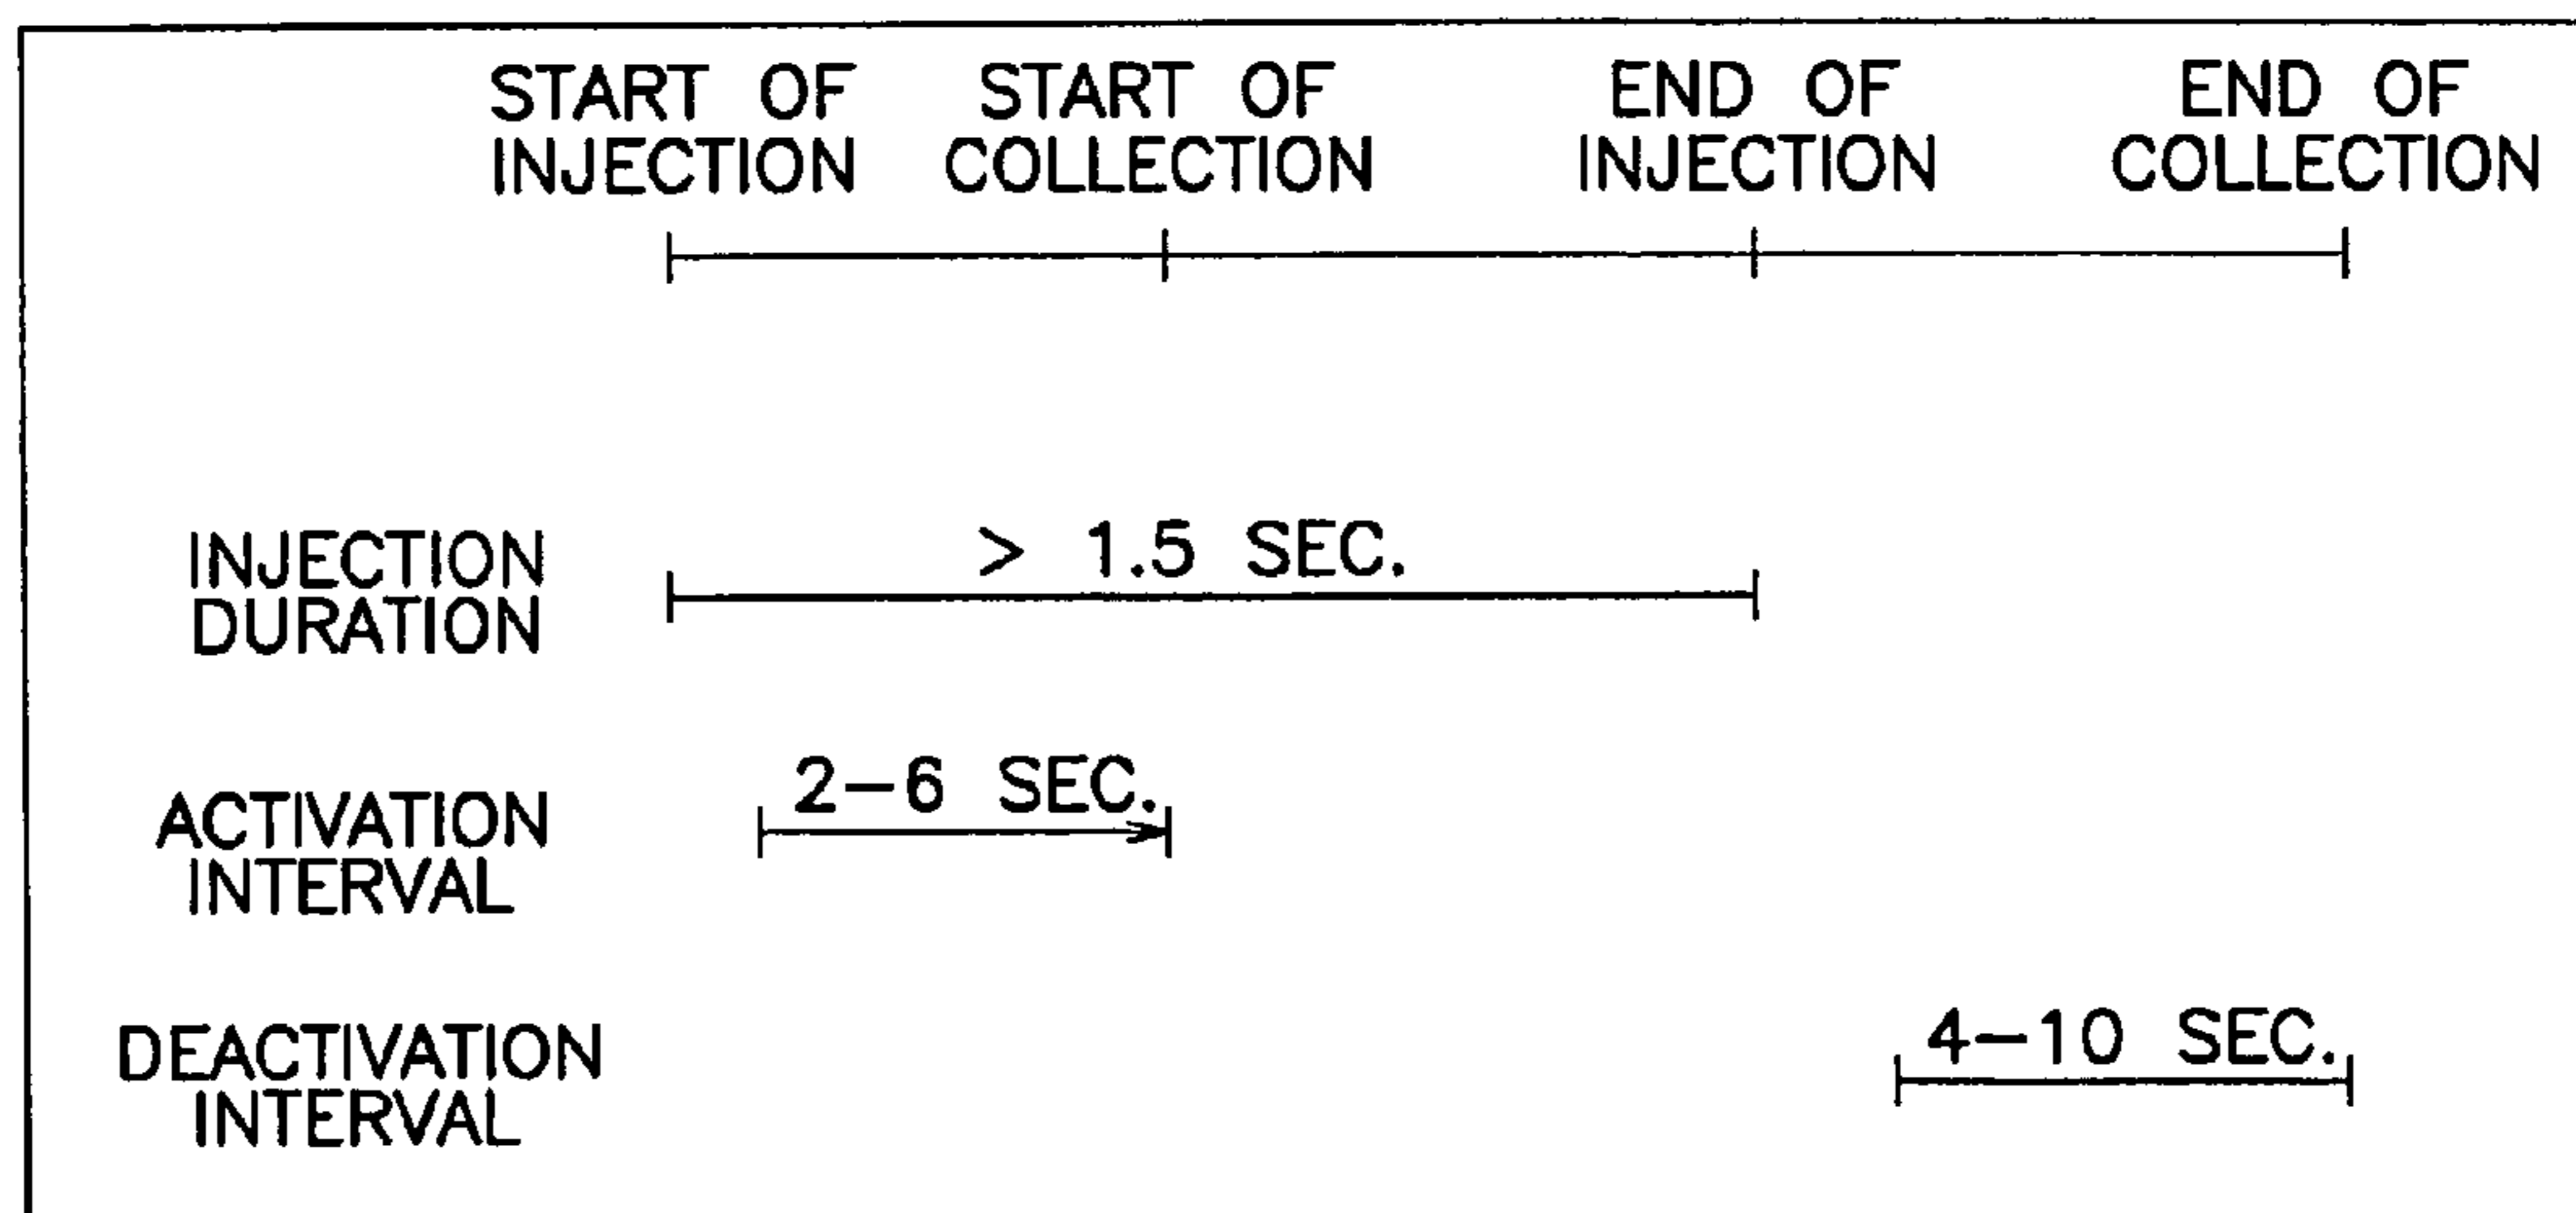 START OF INJECTION
START OF COLLECTION
END OF INJECTION
END OF COLLECTION
INJECTION
DURATION
> 1.5 SEC.
ACTIVATION
INTERVAL
2-6 SEC.
DEACTIVATION
INTERVAL
4-10 SEC.